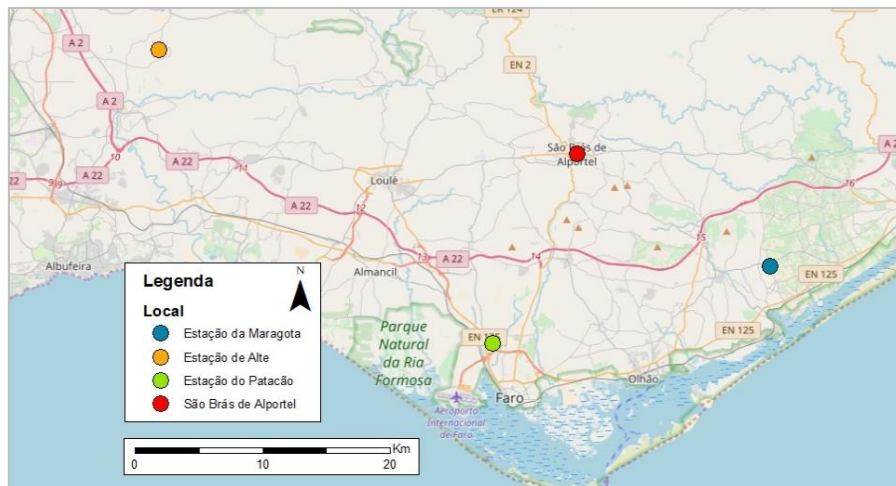 ER 124
A 2
A 2
EN 2
A 2
A 22
A 22
22
10
11
9
São Brás de
Alportel
Loulé
A 22
12
16
15
13
A 22
14
Albufeira
Almancil
EN 125
EN 125
EN 125
Parque
Natural
da Ria
Formosa
Olhão
Faro
Aeroporto
Internacional
de Faro
Legenda
N
Local
Estação da Maragota
Estação de Alte
Estação do Patacão
São Brás de Alportel
Km
0
10
20